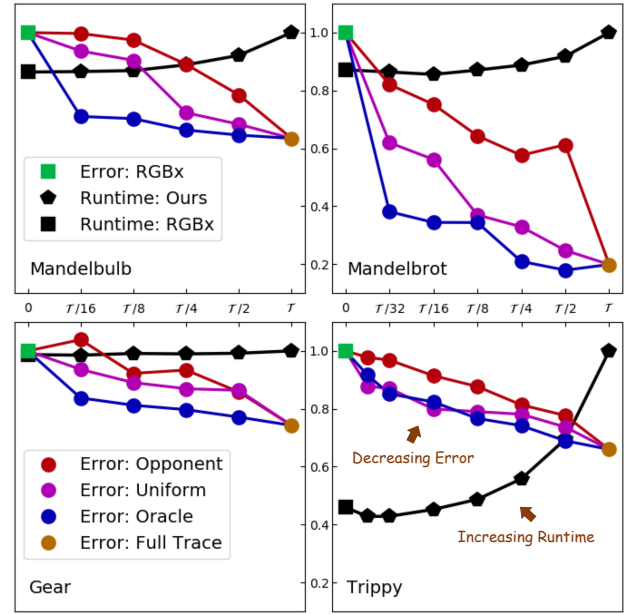 1.0
0.8
0.6
0.4
0.2
Error: RGBx
Runtime: Ours
Runtime: RGBx
Mandelbulb
Mandelbrot
0 T/16 T/8 T/4 T/2 T
0 T/32 T/16 T/8 T/4 T/2 T
1.0
0.8
0.6
0.4
0.2
Error: Opponent
Error: Uniform
Error: Oracle
Error: Full Trace
Decreasing Error
Increasing Runtime
Gear
Trippy